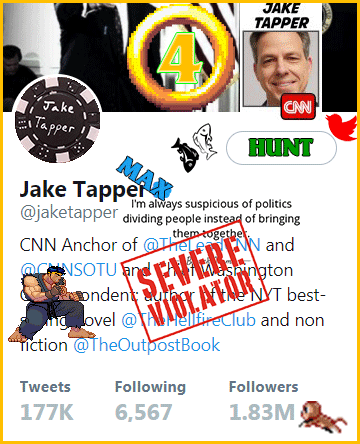 JAKE
TAPPER
4
CNN
Jake
Tapper
HUNT
MAX
Jake Tapper
@jaketapper
I'm always suspicious of politics
dividing people instead of bringing
them together.
CNN Anchor of @TheLeadCNN and
@CNNSOTU and Chief Washington
Correspondent; author of the NYT best-
selling novel @TheHellfireClub and non
fiction @TheOutpostBook
SEVERE
VIOLATOR
Tweets
Following
Followers
177K
6,567
1.83M